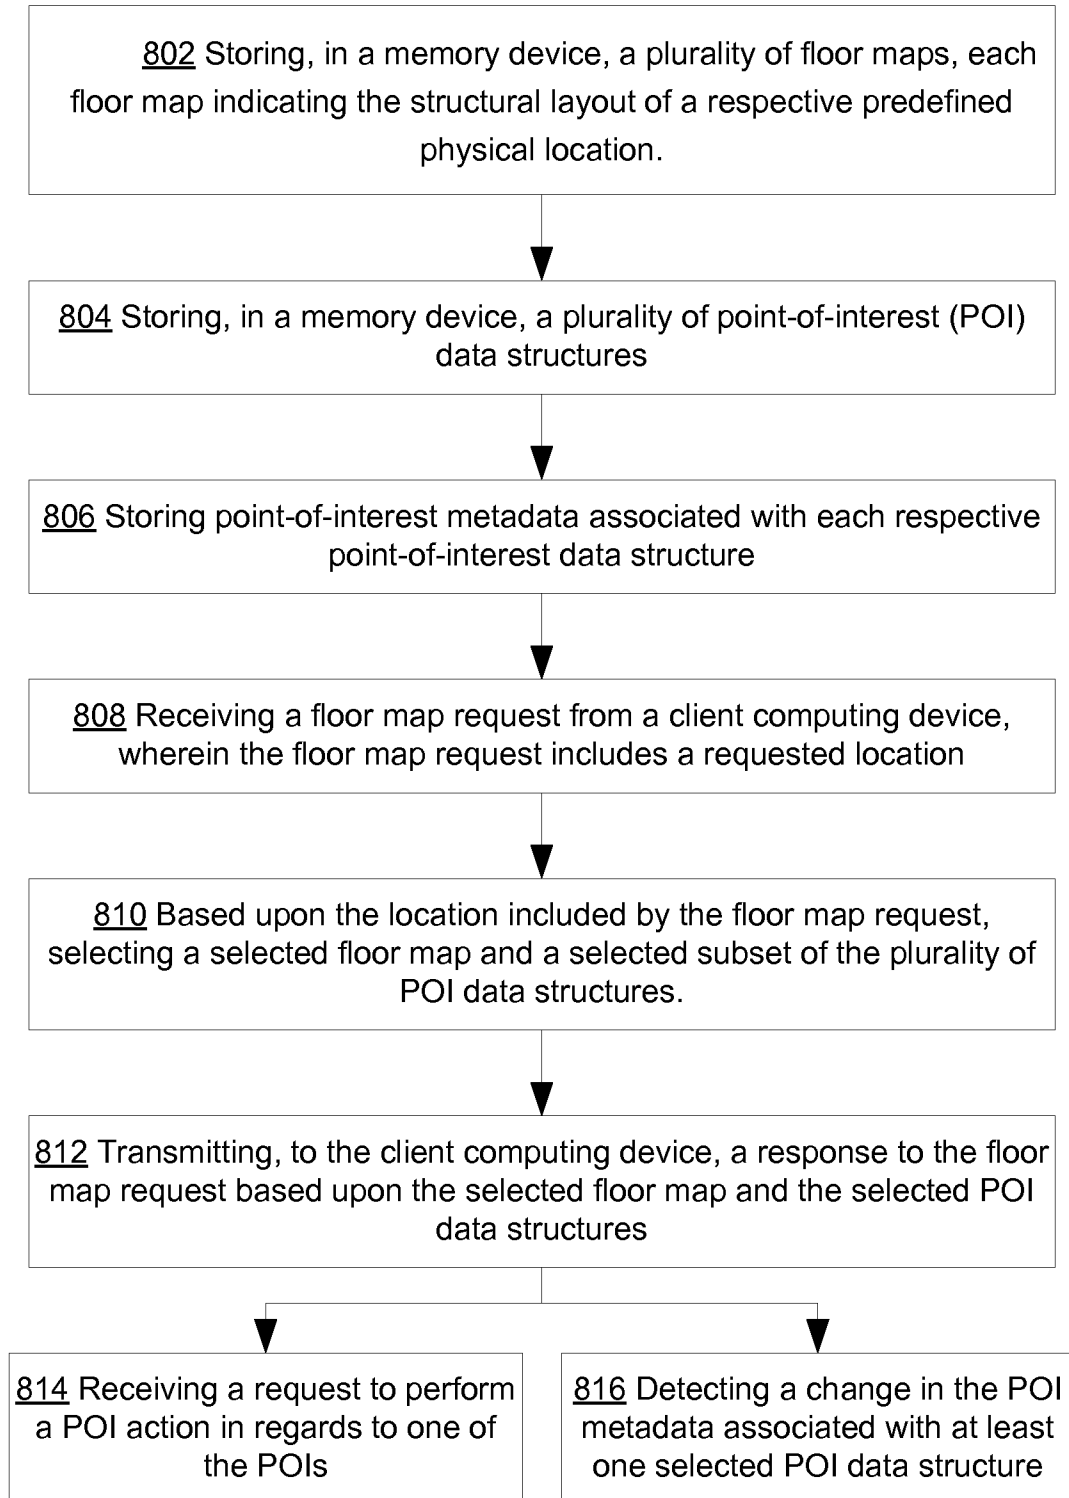 802 Storing, in a memory device, a plurality of floor maps, each
floor map indicating the structural layout of a respective predefined
physical location.
804 Storing, in a memory device, a plurality of point-of-interest (POI)
data structures
806 Storing point-of-interest metadata associated with each respective
point-of-interest data structure
808 Receiving a floor map request from a client computing device,
wherein the floor map request includes a requested location
810 Based upon the location included by the floor map request,
selecting a selected floor map and a selected subset of the plurality of
POI data structures.
812 Transmitting, to the client computing device, a response to the floor
map request based upon the selected floor map and the selected POI
data structures
814 Receiving a request to perform
a POI action in regards to one of
the POIs
816 Detecting a change in the POI
metadata associated with at least
one selected POI data structure